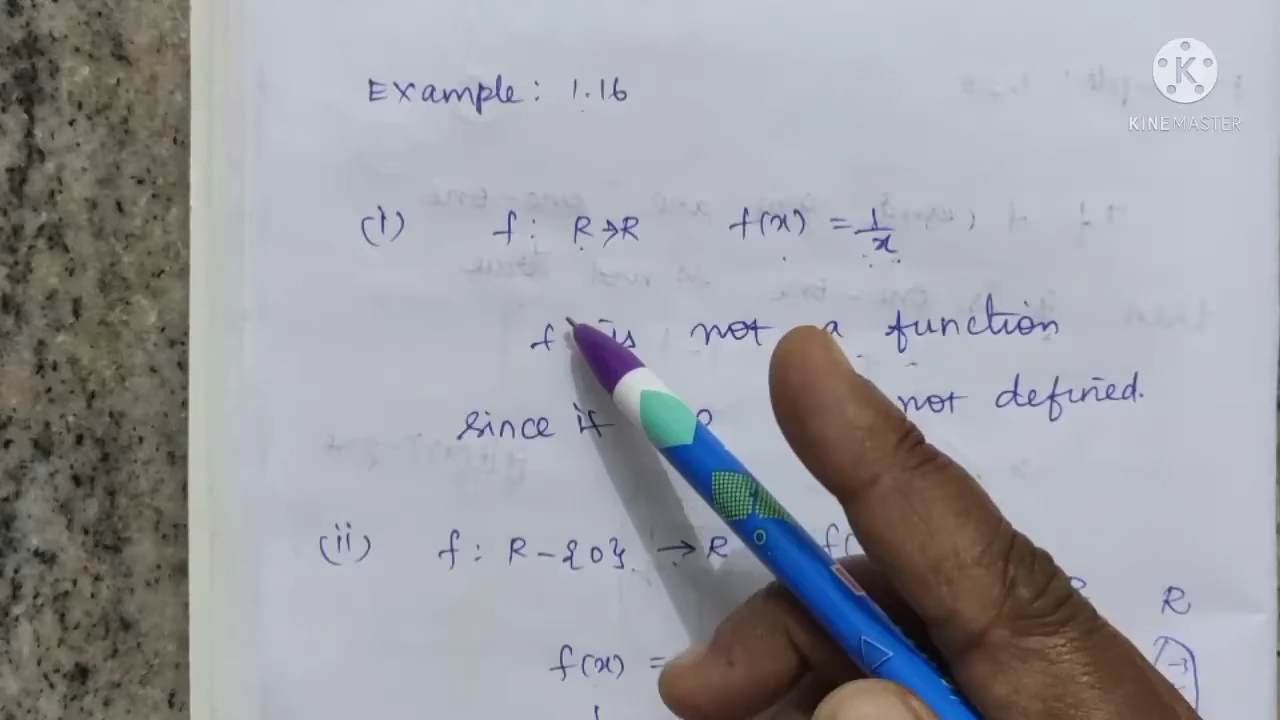 Example: 1.16
KINEMASTER
(i) f: R→R f(x) = 1/x
f is not a function
since if not defined.
(ii) f: R-{0} → R f(
R
f(x) =